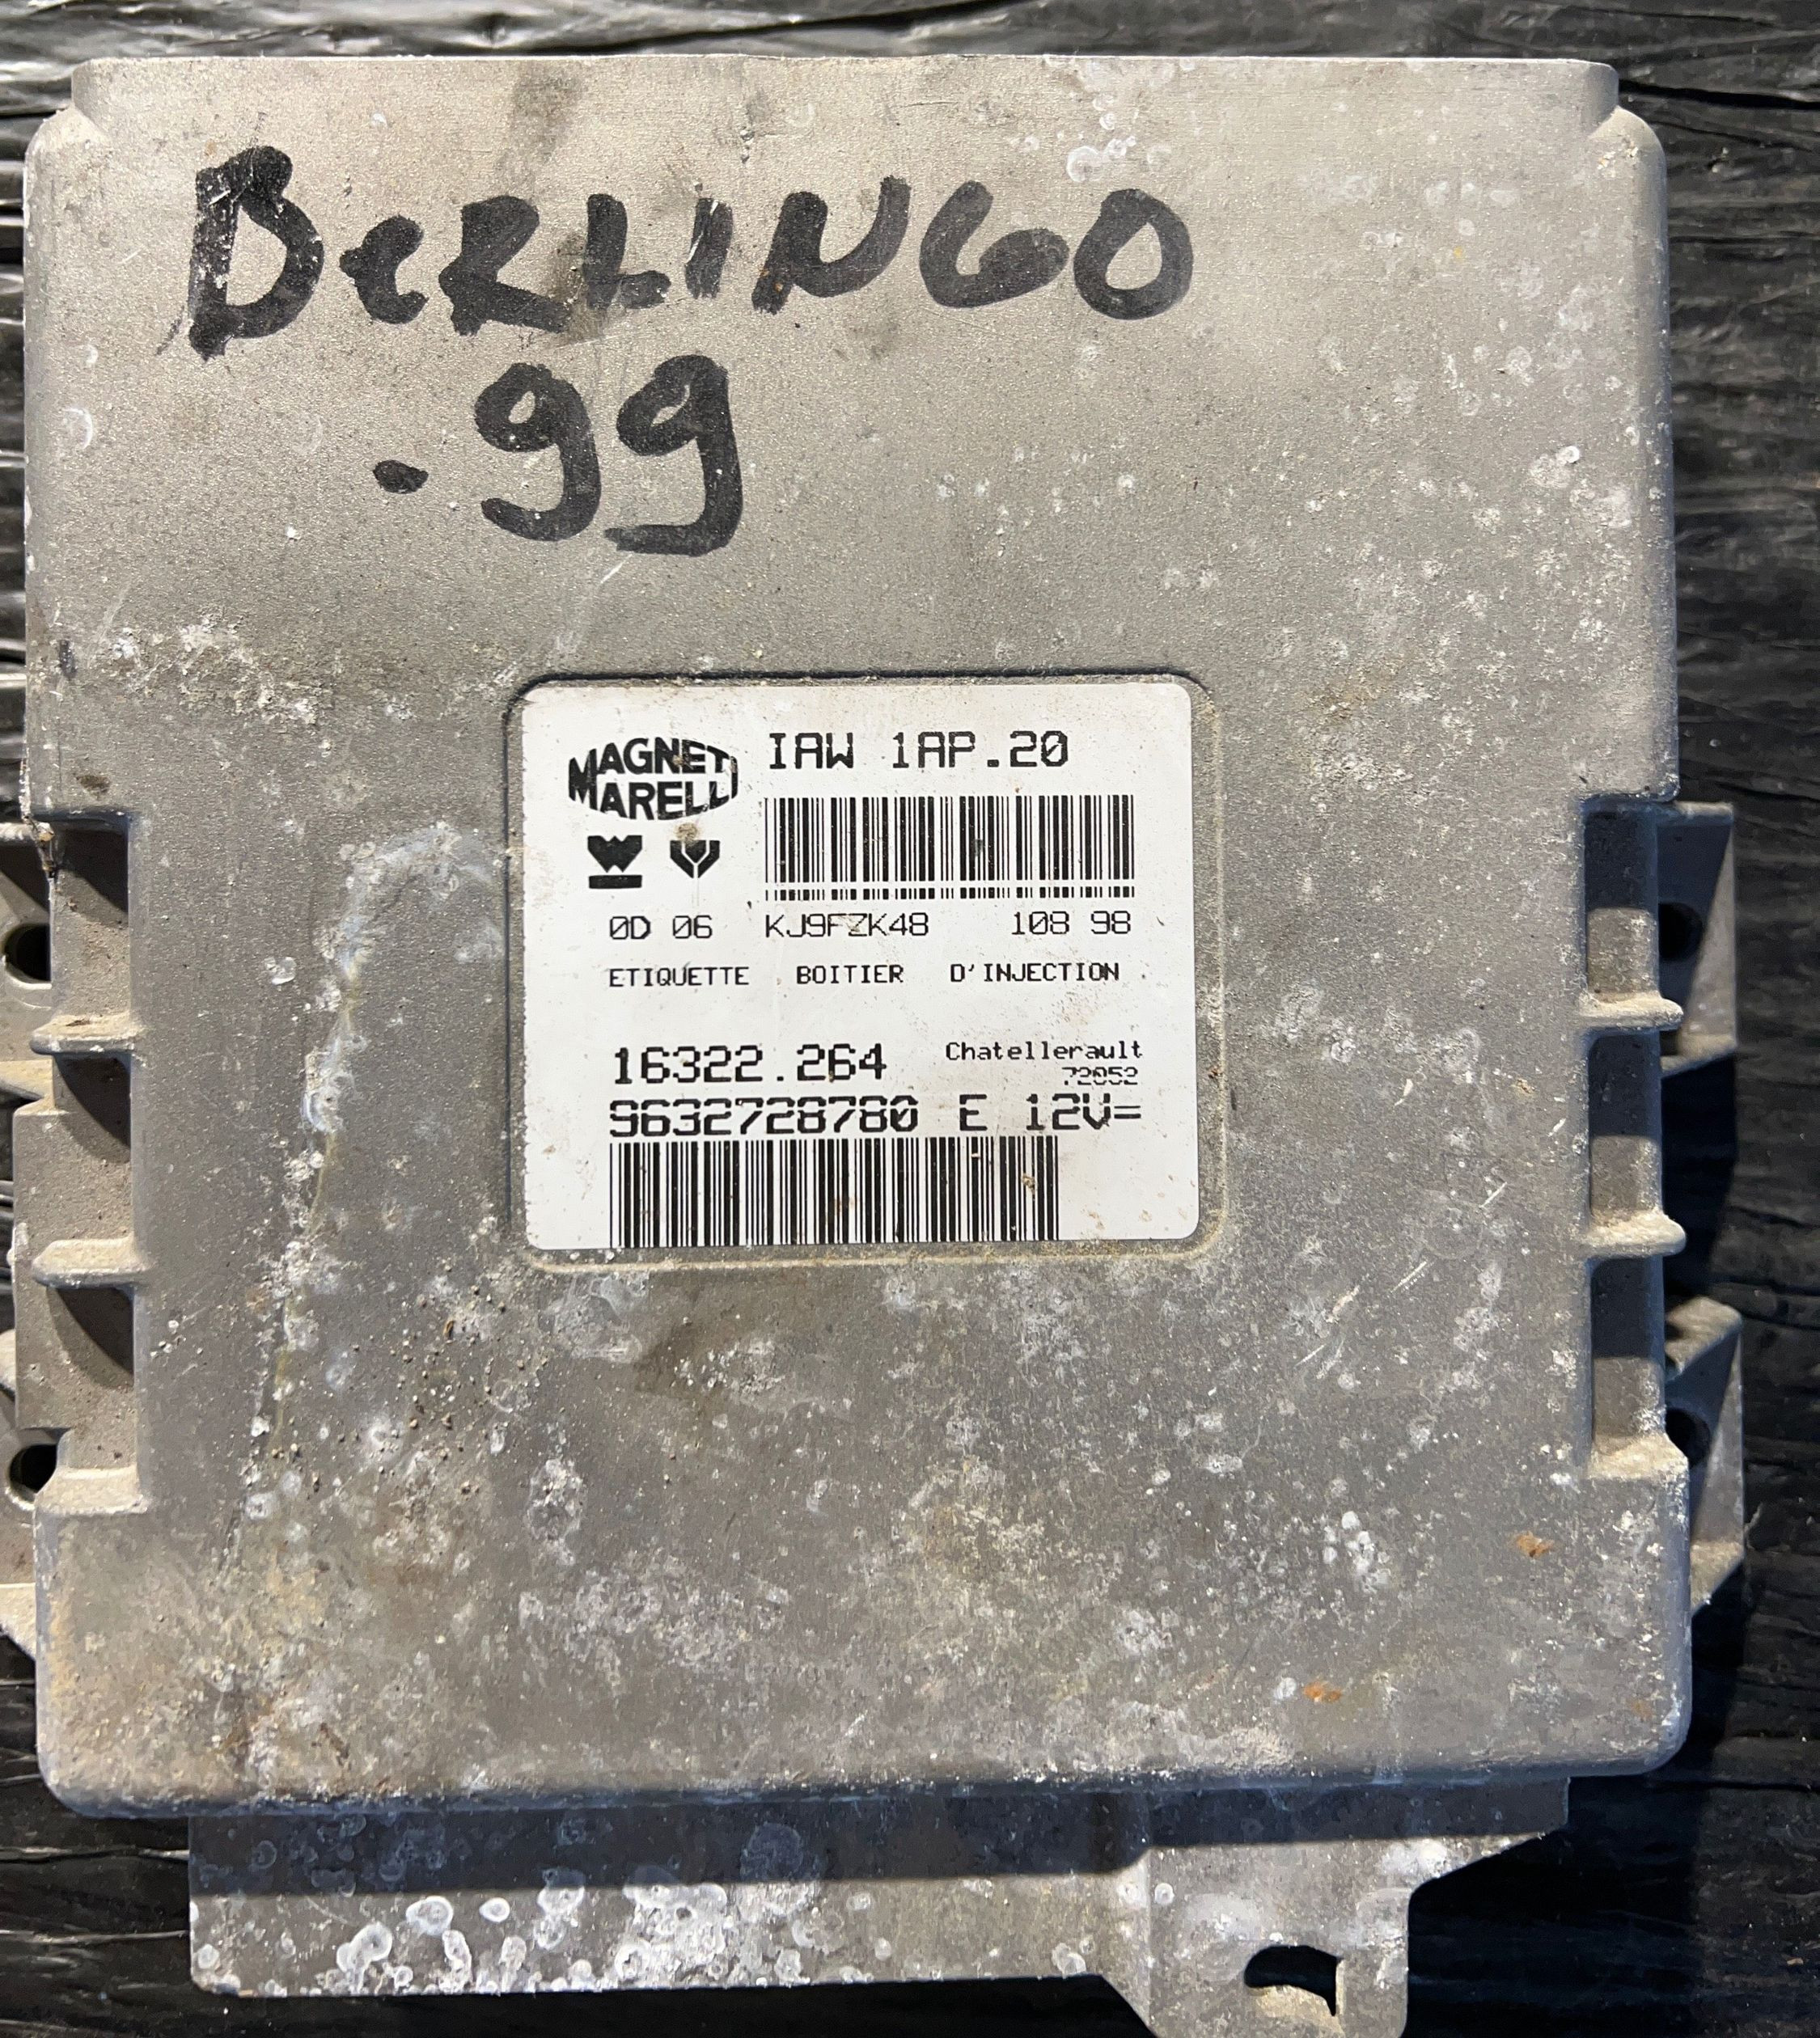 BerLINGO
.99
MAGNETI
MARELLI
IAW 1AP.20
0D 06 KJ9FZK48 108 98
ETIQUETTE BOITIER D'INJECTION
16322.264 Chatellerault
72052
9632728780 E 12V=